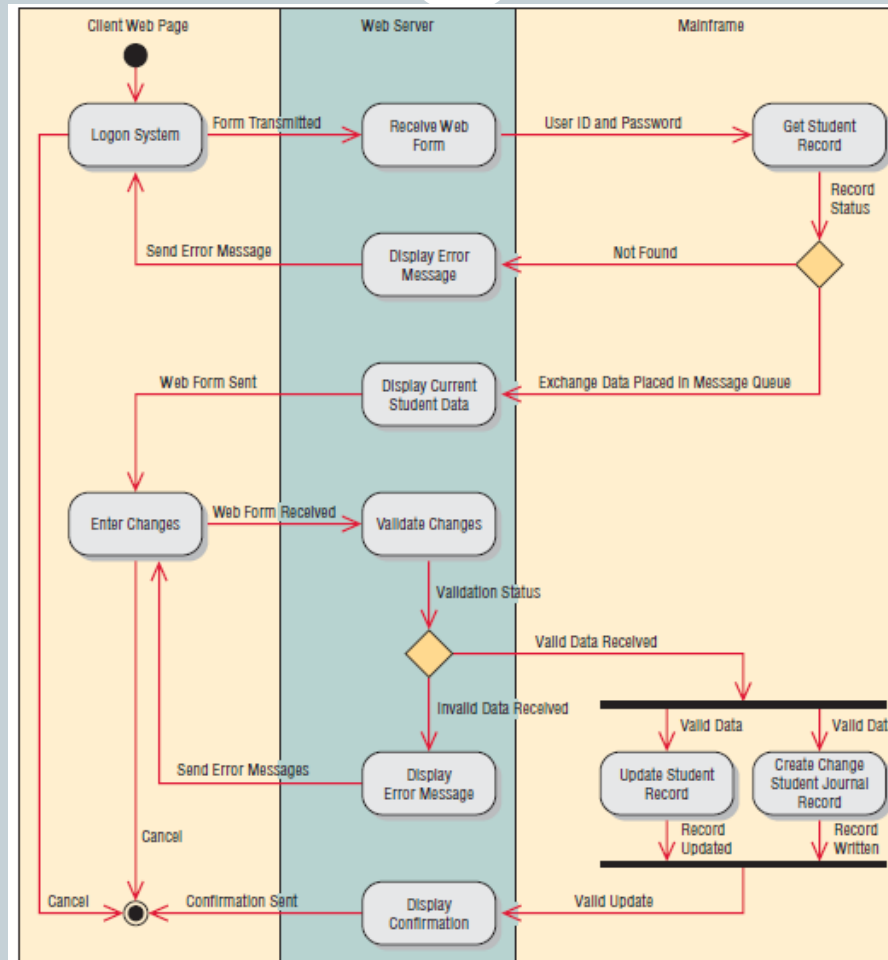 Client Web Page
Web Server
Mainframe
Logon System
Form Transmitted
Receive Web
Form
User ID and Password
Get Student
Record
Record
Status
Send Error Message
Display Error
Message
Not Found
Web Form Sent
Display Current
Student Data
Exchange Data Placed in Message Queue
Enter Changes
Web Form Received
Validate Changes
Validation Status
Valid Data Received
Invalid Data Received
Valid Data
Valid Dat
Send Error Messages
Display
Error Message
Update Student
Record
Create Change
Student Journal
Record
Cancel
Record
Updated
Record
Written
Cancel
Confirmation Sent
Display
Confirmation
Valid Update